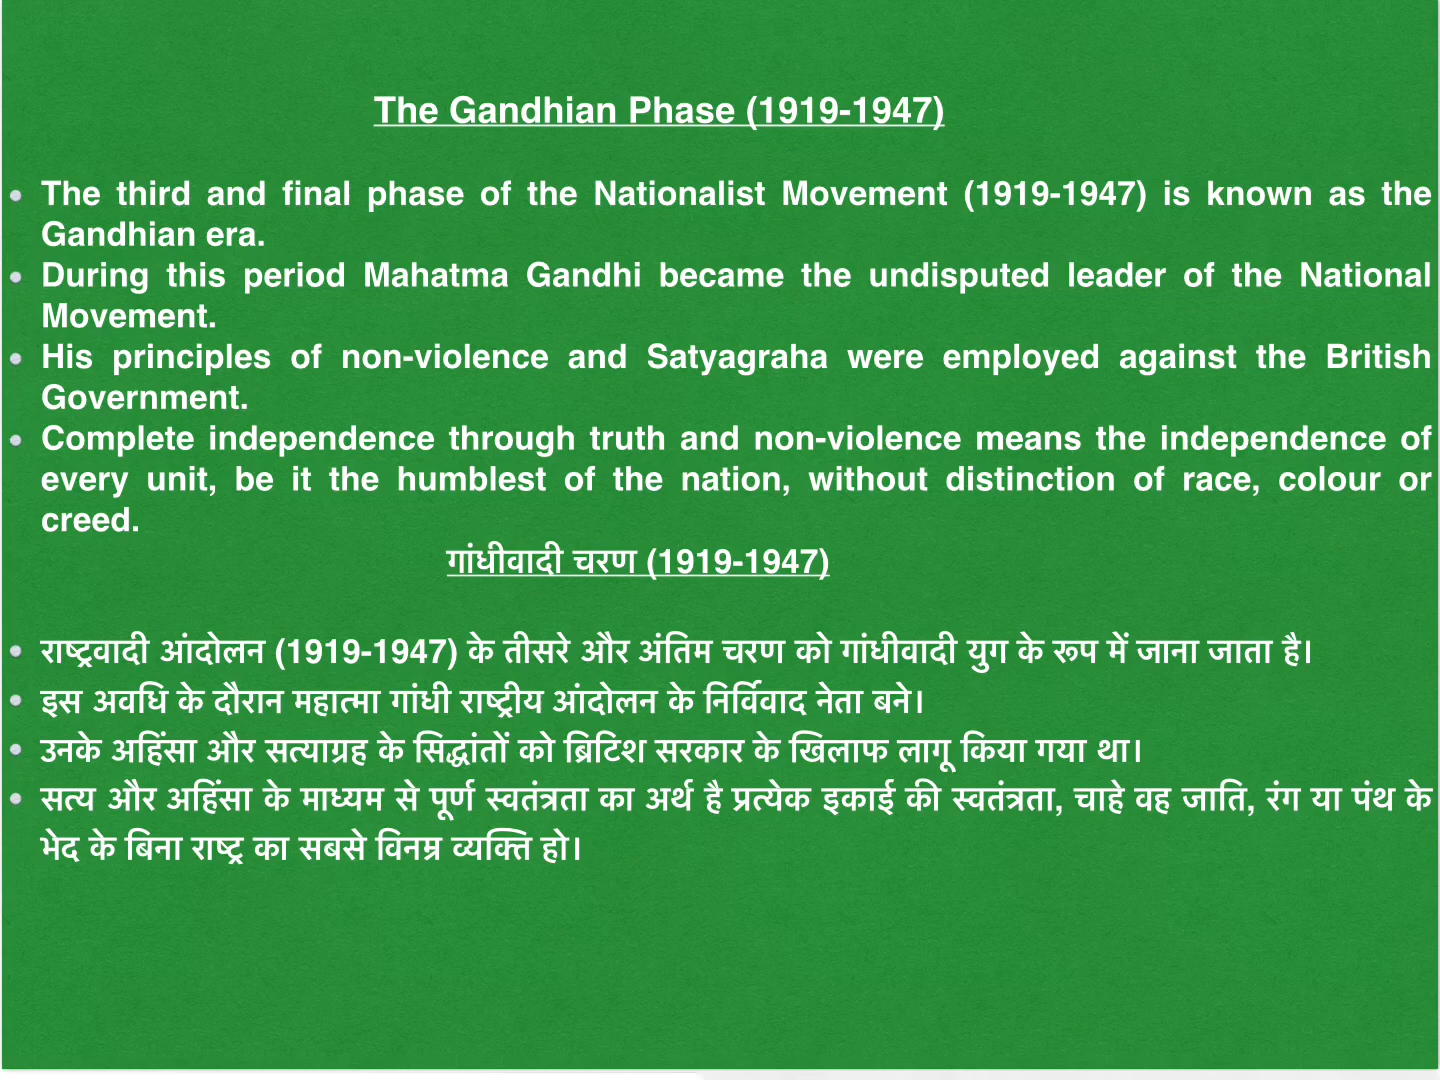 The Gandhian Phase (1919-1947)
The third and final phase of the Nationalist Movement (1919-1947) is known as the
Gandhian era.
During this period Mahatma Gandhi became the undisputed leader of the National
Movement.
His principles of non-violence and Satyagraha were employed against the British
Government.
Complete independence through truth and non-violence means the independence of
every unit, be it the humblest of the nation, without distinction of race, colour or
creed.
गांधीवादी चरण (1919-1947)
राष्ट्रवादी आंदोलन (1919-1947) के तीसरे और अंतिम चरण को गांधीवादी युग के रूप में जाना जाता है।
इस अवधि के दौरान महात्मा गांधी राष्ट्रीय आंदोलन के निर्विवाद नेता बने।
उनके अहिंसा और सत्याग्रह के सिद्धांतों को ब्रिटिश सरकार के खिलाफ लागू किया गया था।
सत्य और अहिंसा के माध्यम से पूर्ण स्वतंत्रता का अर्थ है प्रत्येक इकाई की स्वतंत्रता, चाहे वह जाति, रंग या पंथ के
भेद के बिना राष्ट्र का सबसे विनम्र व्यक्ति हो।